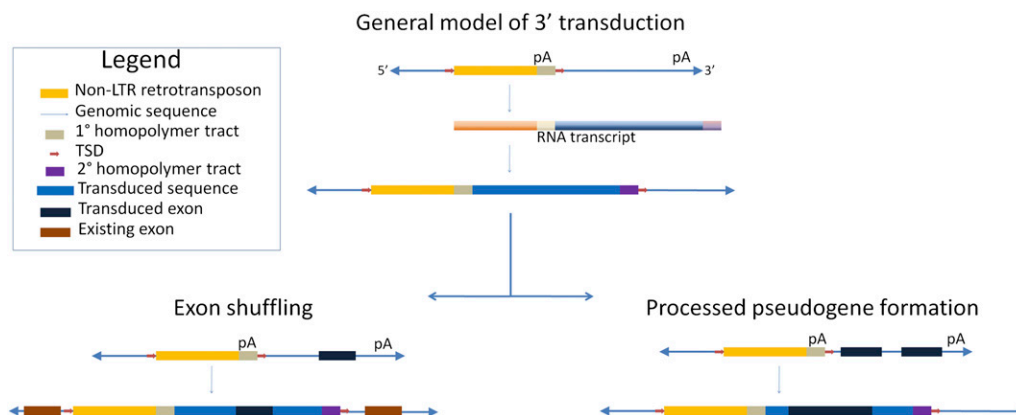 General model of 3’ transduction
Legend
Non-LTR retrotransposon
Genomic sequence
1° homopolymer tract
TSD
2° homopolymer tract
Transduced sequence
Transduced exon
Existing exon
5’
pA
pA
3’
RNA transcript
Exon shuffling
pA
pA
Processed pseudogene formation
pA
pA